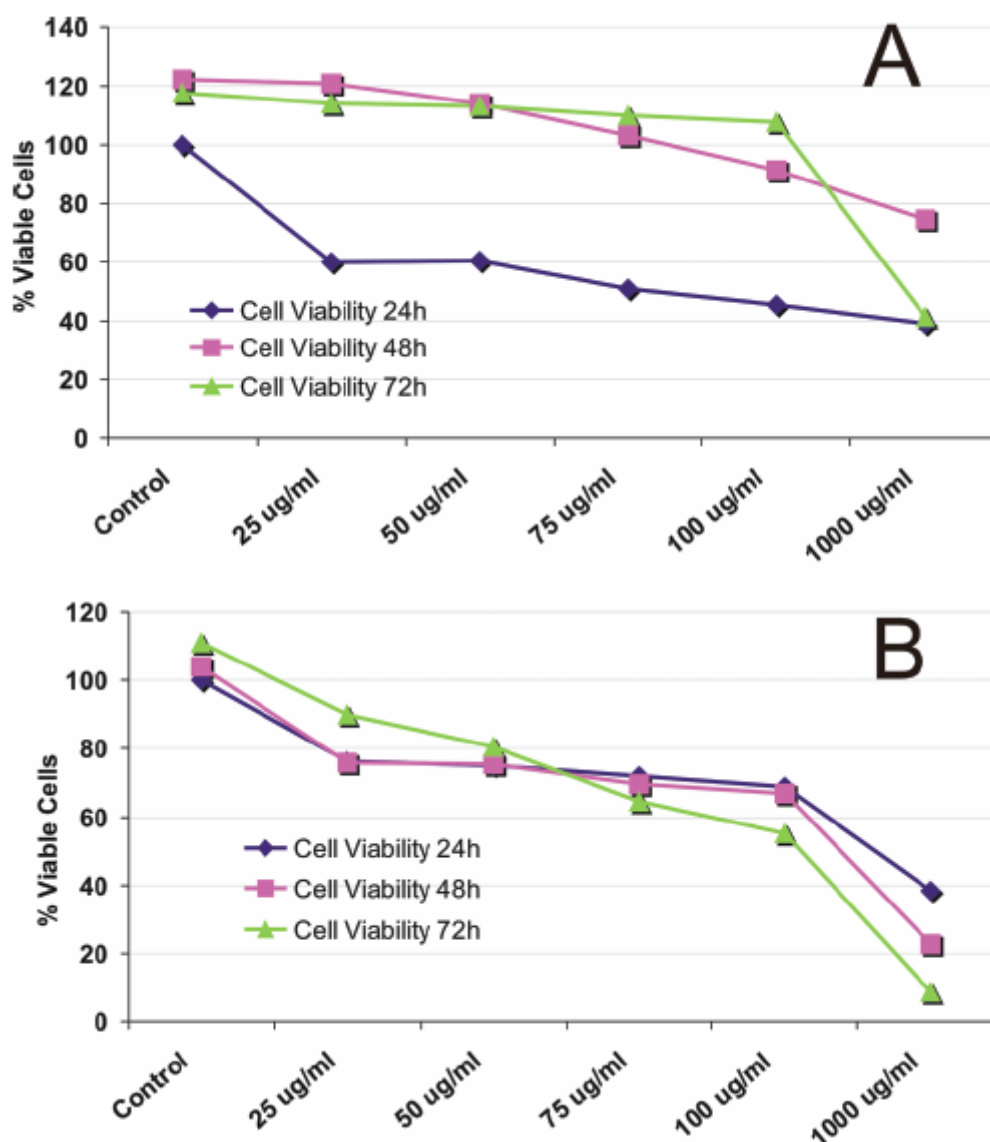 A
140
120
100
80
60
40
20
0
% Viable Cells
Cell Viability 24h
Cell Viability 48h
Cell Viability 72h
Control
25 ug/ml
50 ug/ml
75 ug/ml
100 ug/ml
1000 ug/ml
B
120
100
80
60
40
20
0
% Viable Cells
Cell Viability 24h
Cell Viability 48h
Cell Viability 72h
Control
25 ug/ml
50 ug/ml
75 ug/ml
100 ug/ml
1000 ug/ml